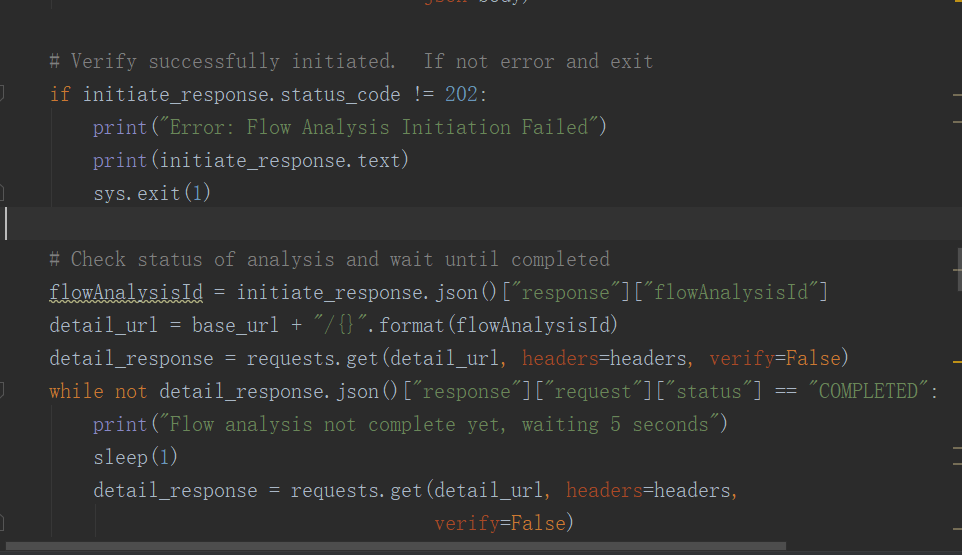 json=body)
# Verify successfully initiated.  If not error and exit
if initiate_response.status_code != 202:
    print("Error: Flow Analysis Initiation Failed")
    print(initiate_response.text)
    sys.exit(1)
# Check status of analysis and wait until completed
flowAnalysisId = initiate_response.json()["response"]["flowAnalysisId"]
detail_url = base_url + "/{}".format(flowAnalysisId)
detail_response = requests.get(detail_url, headers=headers, verify=False)
while not detail_response.json()["response"]["request"]["status"] == "COMPLETED":
    print("Flow analysis not complete yet, waiting 5 seconds")
    sleep(1)
    detail_response = requests.get(detail_url, headers=headers,
                                   verify=False)